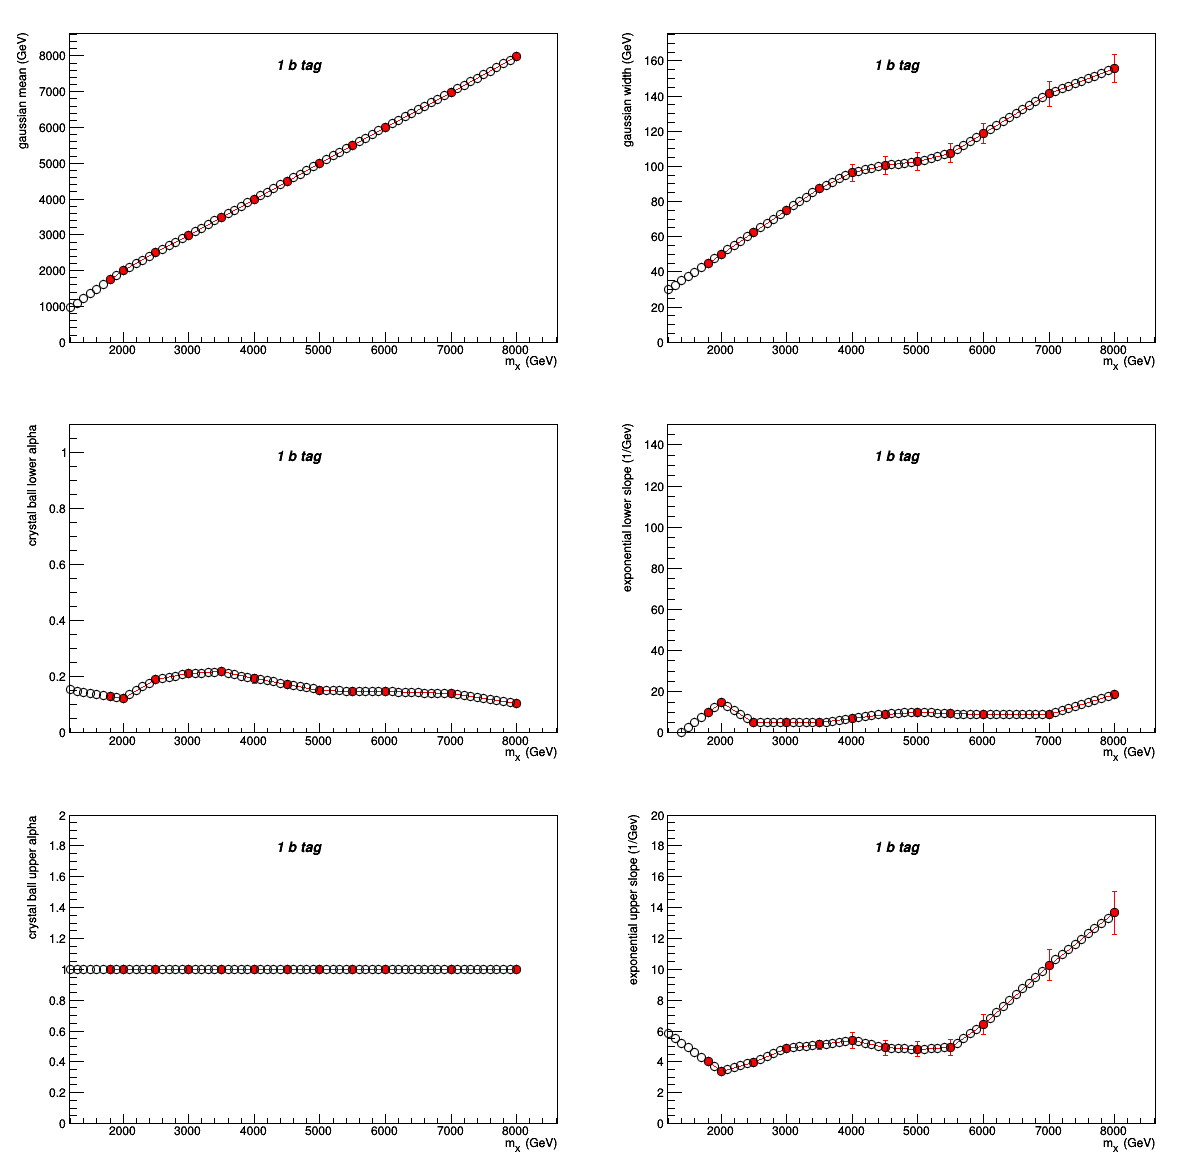 gaussian mean (GeV)
1 b tag
8000
7000
6000
5000
4000
3000
2000
1000
0
2000 3000 4000 5000 6000 7000 8000
mx (GeV)
gaussian width (GeV)
1 b tag
160
140
120
100
80
60
40
20
0
2000 3000 4000 5000 6000 7000 8000
mx (GeV)
crystal ball lower alpha
1 b tag
1
0.8
0.6
0.4
0.2
0
2000 3000 4000 5000 6000 7000 8000
mx (GeV)
exponential lower slope (1/Gev)
1 b tag
140
120
100
80
60
40
20
0
2000 3000 4000 5000 6000 7000 8000
mx (GeV)
crystal ball upper alpha
1 b tag
2
1.8
1.6
1.4
1.2
1
0.8
0.6
0.4
0.2
0
2000 3000 4000 5000 6000 7000 8000
mx (GeV)
exponential upper slope (1/Gev)
1 b tag
20
18
16
14
12
10
8
6
4
2
0
2000 3000 4000 5000 6000 7000 8000
mx (GeV)